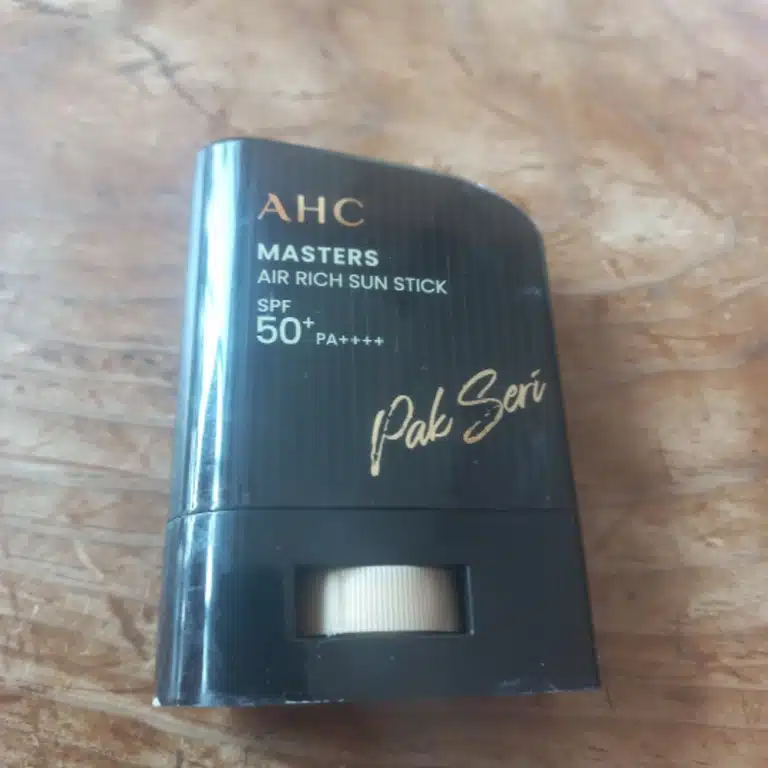 AHC
MASTERS
AIR RICH SUN STICK
SPF
50+ PA++++
Pak Seri